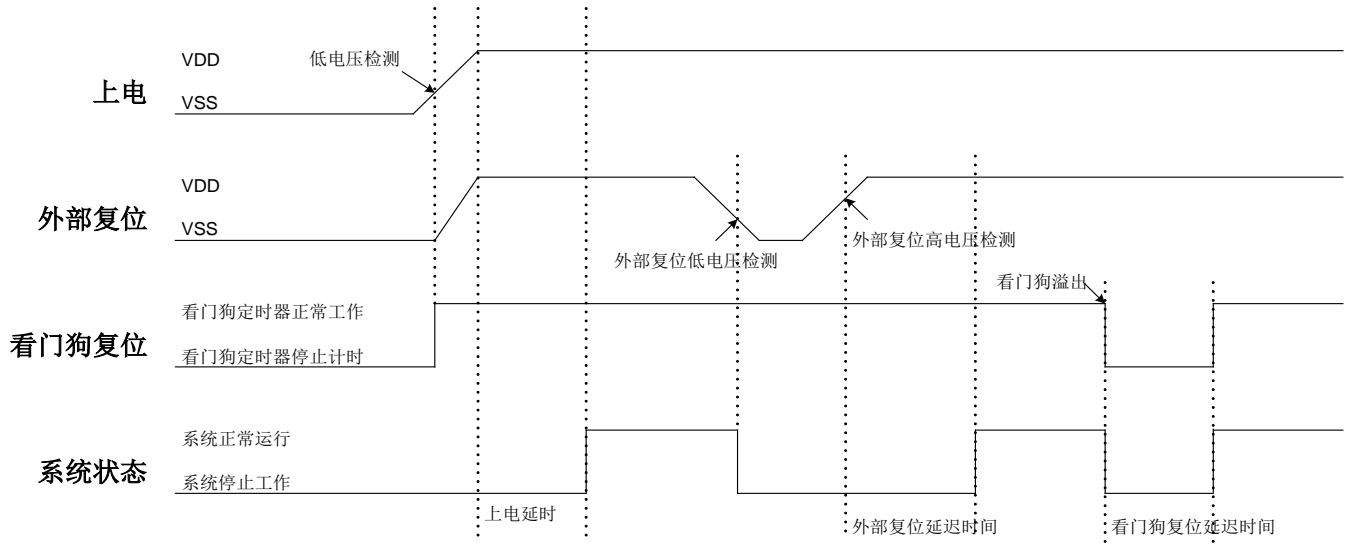 VDD
低电压检测
上电
VSS
VDD
外部复位
VSS
外部复位低电压检测
外部复位高电压检测
看门狗溢出
看门狗定时器正常工作
看门狗复位
看门狗定时器停止计时
系统正常运行
系统状态
系统停止工作
上电延时
外部复位延迟时间
看门狗复位延迟时间